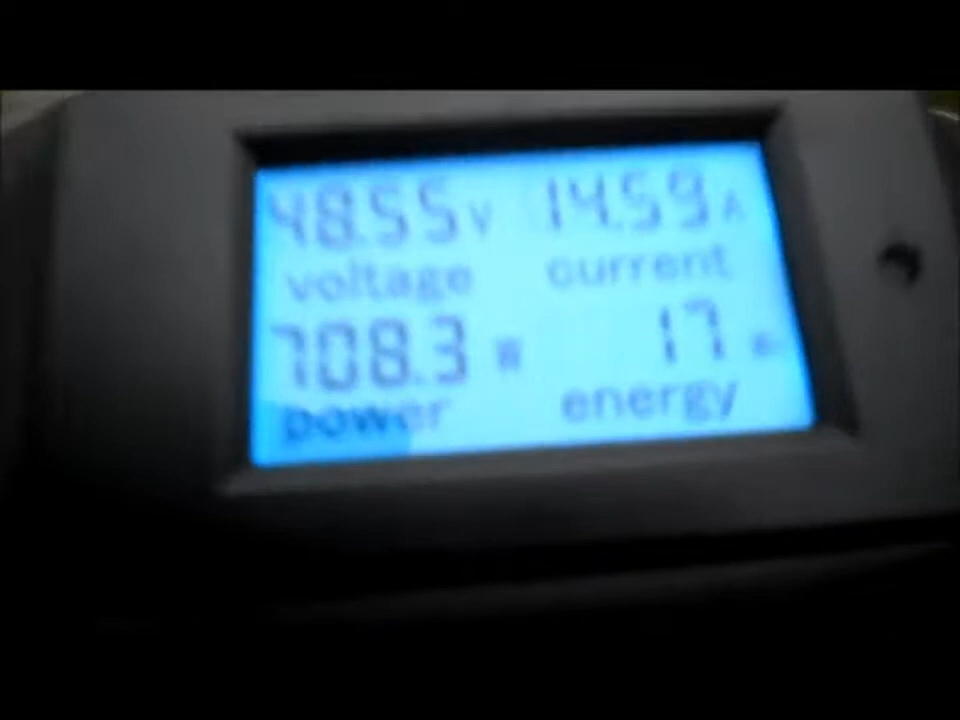 48.55V 14.59A
voltage current
708.3 W 17
power energy